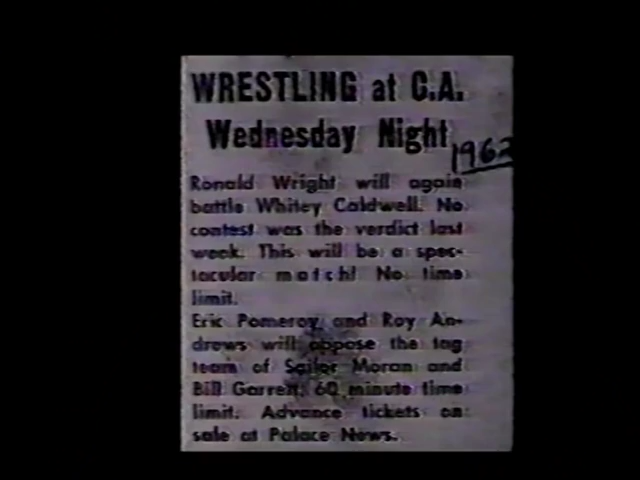 WRESTLING at C.A.
Wednesday Night
1962
Ronald Wright will again
battle Whitey Caldwell. No
contest was the verdict last
week. This will be a spec-
tacular match! No time
limit.
Eric Pomeroy and Roy An-
drews will oppose the tag
team of Sailor Moran and
Bill Garrett. 60 minute time
limit. Advance tickets on
sale at Palace News.